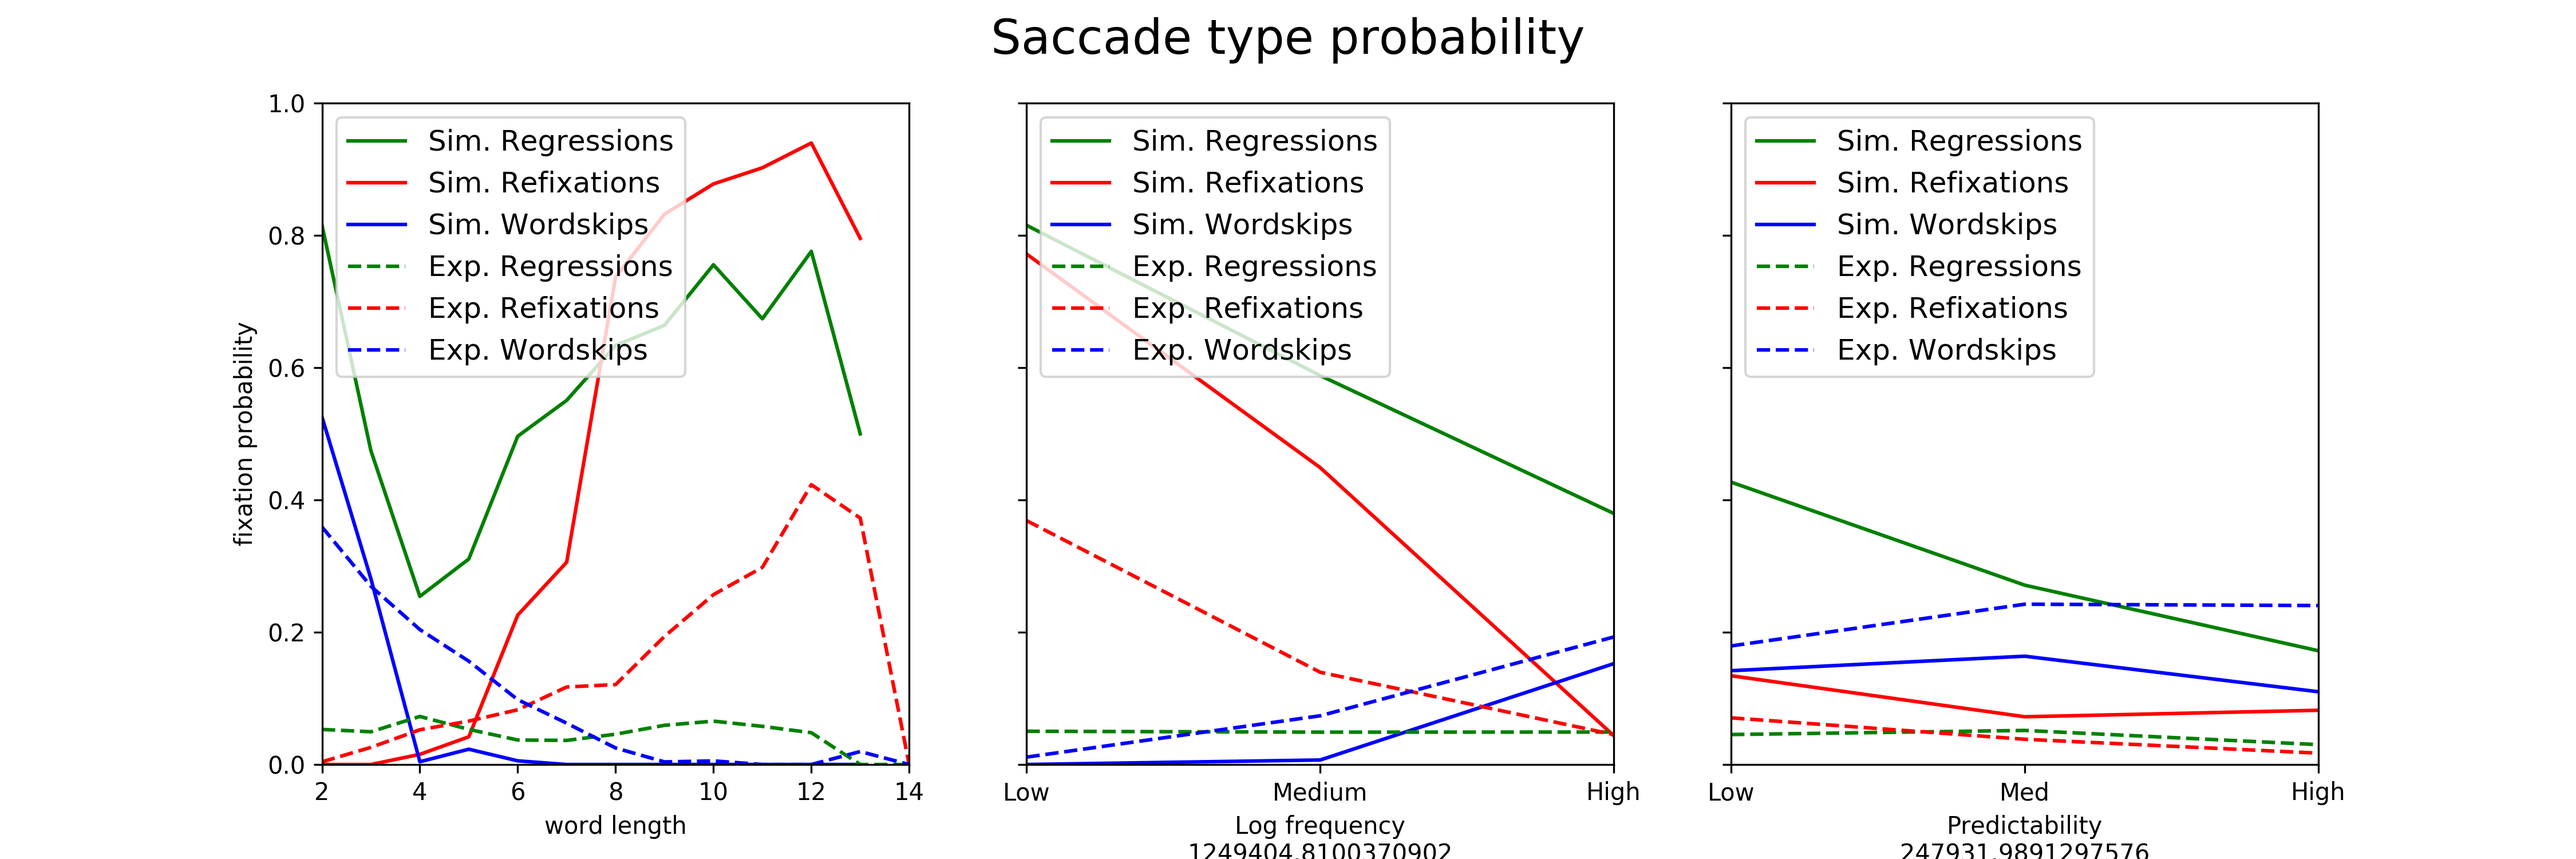 Saccade type probability
1.0
0.8
0.6
0.4
0.2
0.0
fixation probability
Sim. Regressions
Sim. Refixations
Sim. Wordskips
Exp. Regressions
Exp. Refixations
Exp. Wordskips
2 4 6 8 10 12 14
word length
Sim. Regressions
Sim. Refixations
Sim. Wordskips
Exp. Regressions
Exp. Refixations
Exp. Wordskips
Low Medium High
Log frequency
1249404.8100370902
Sim. Regressions
Sim. Refixations
Sim. Wordskips
Exp. Regressions
Exp. Refixations
Exp. Wordskips
Low Med High
Predictability
247931.9891297576